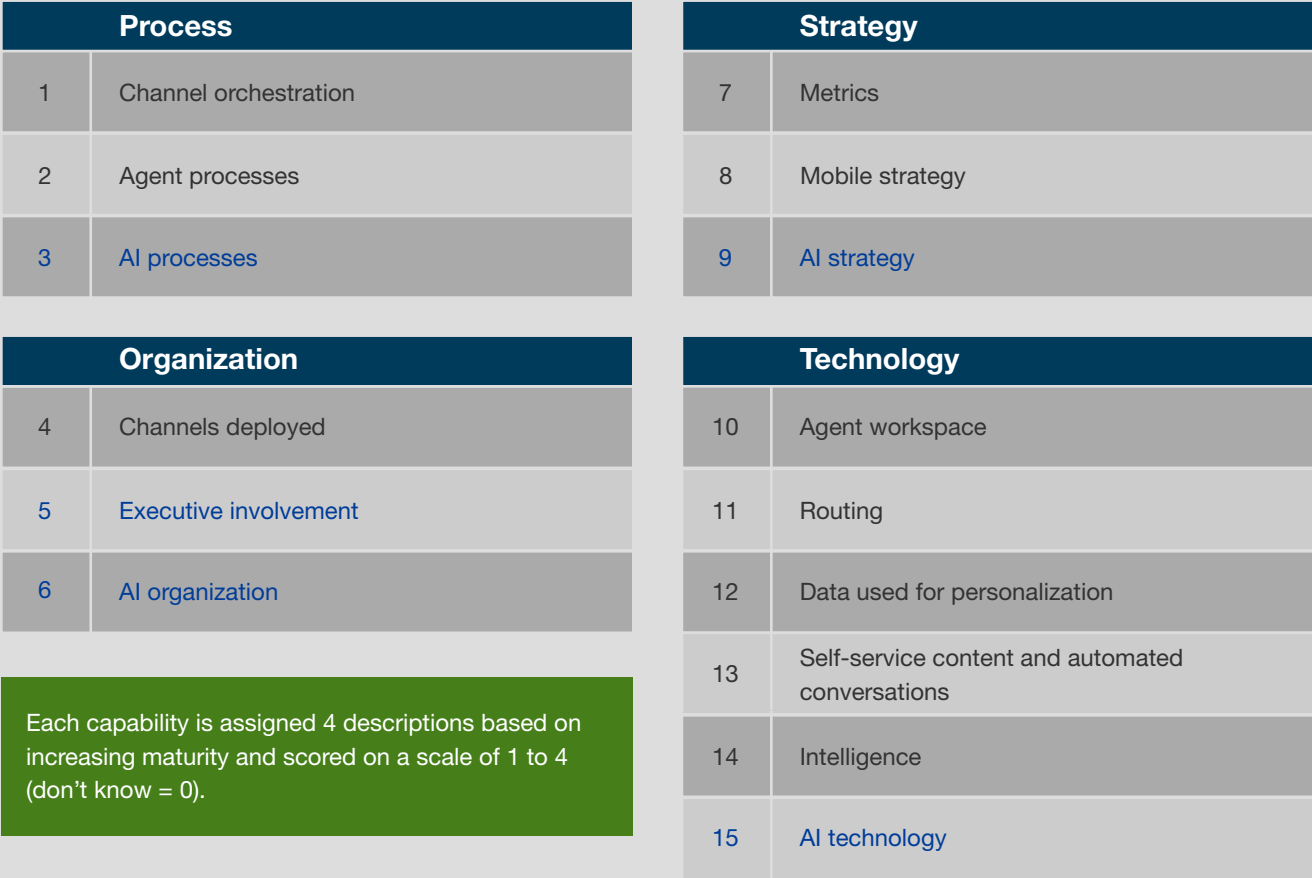 Process
1 Channel orchestration
2 Agent processes
3 AI processes
Organization
4 Channels deployed
5 Executive involvement
6 AI organization
Each capability is assigned 4 descriptions based on
increasing maturity and scored on a scale of 1 to 4
(don’t know = 0).
Strategy
7 Metrics
8 Mobile strategy
9 AI strategy
Technology
10 Agent workspace
11 Routing
12 Data used for personalization
13 Self-service content and automated
conversations
14 Intelligence
15 AI technology